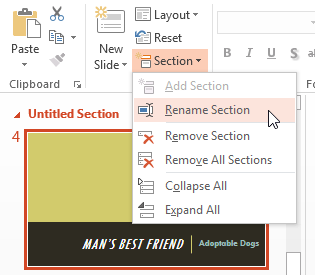 Layout
Reset
Section
Paste
New
Slide
B I U S
Clipboard
Add Section
Rename Section
Remove Section
Remove All Sections
Collapse All
Expand All
Untitled Section
4
MAN'S BEST FRIEND | Adoptable Dogs